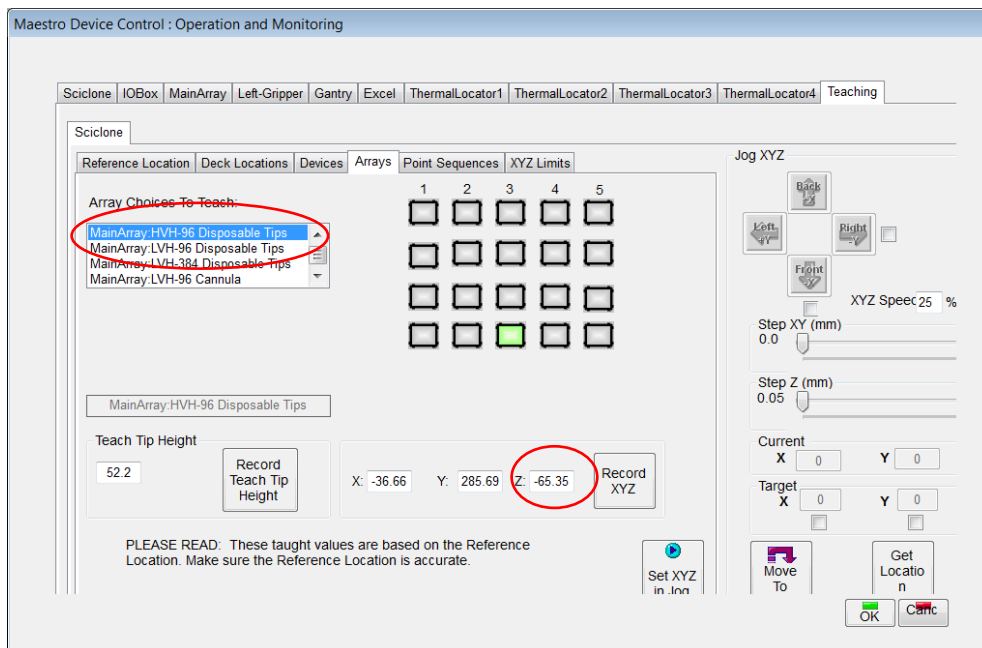 Maestro Device Control : Operation and Monitoring
Sciclone IOBox MainArray Left-Gripper Gantry Excel ThermalLocator1 ThermalLocator2 ThermalLocator3 ThermalLocator4 Teaching
Sciclone
Reference Location Deck Locations Devices Arrays Point Sequences XYZ Limits
Array Choices To Teach:
MainArray:HVH-96 Disposable Tips
MainArray:LVH-96 Disposable Tips
MainArray:LVH-384 Disposable Tips
MainArray:LVH-96 Cannula
1 2 3 4 5
MainArray:HVH-96 Disposable Tips
Teach Tip Height
52.2
Record
Teach Tip
Height
X: -36.66 Y: 285.69 Z: -65.35
Record
XYZ
PLEASE READ: These taught values are based on the Reference
Location. Make sure the Reference Location is accurate.
Set XYZ
in Jog
Jog XYZ
Back
Left
+Y
Right
-Y
Front
XYZ Speed 25 %
Step XY (mm)
0.0
Step Z (mm)
0.05
Current
X 0 Y 0
Target
X 0 Y 0
Move
To
Get
Locatio
n
OK Canc